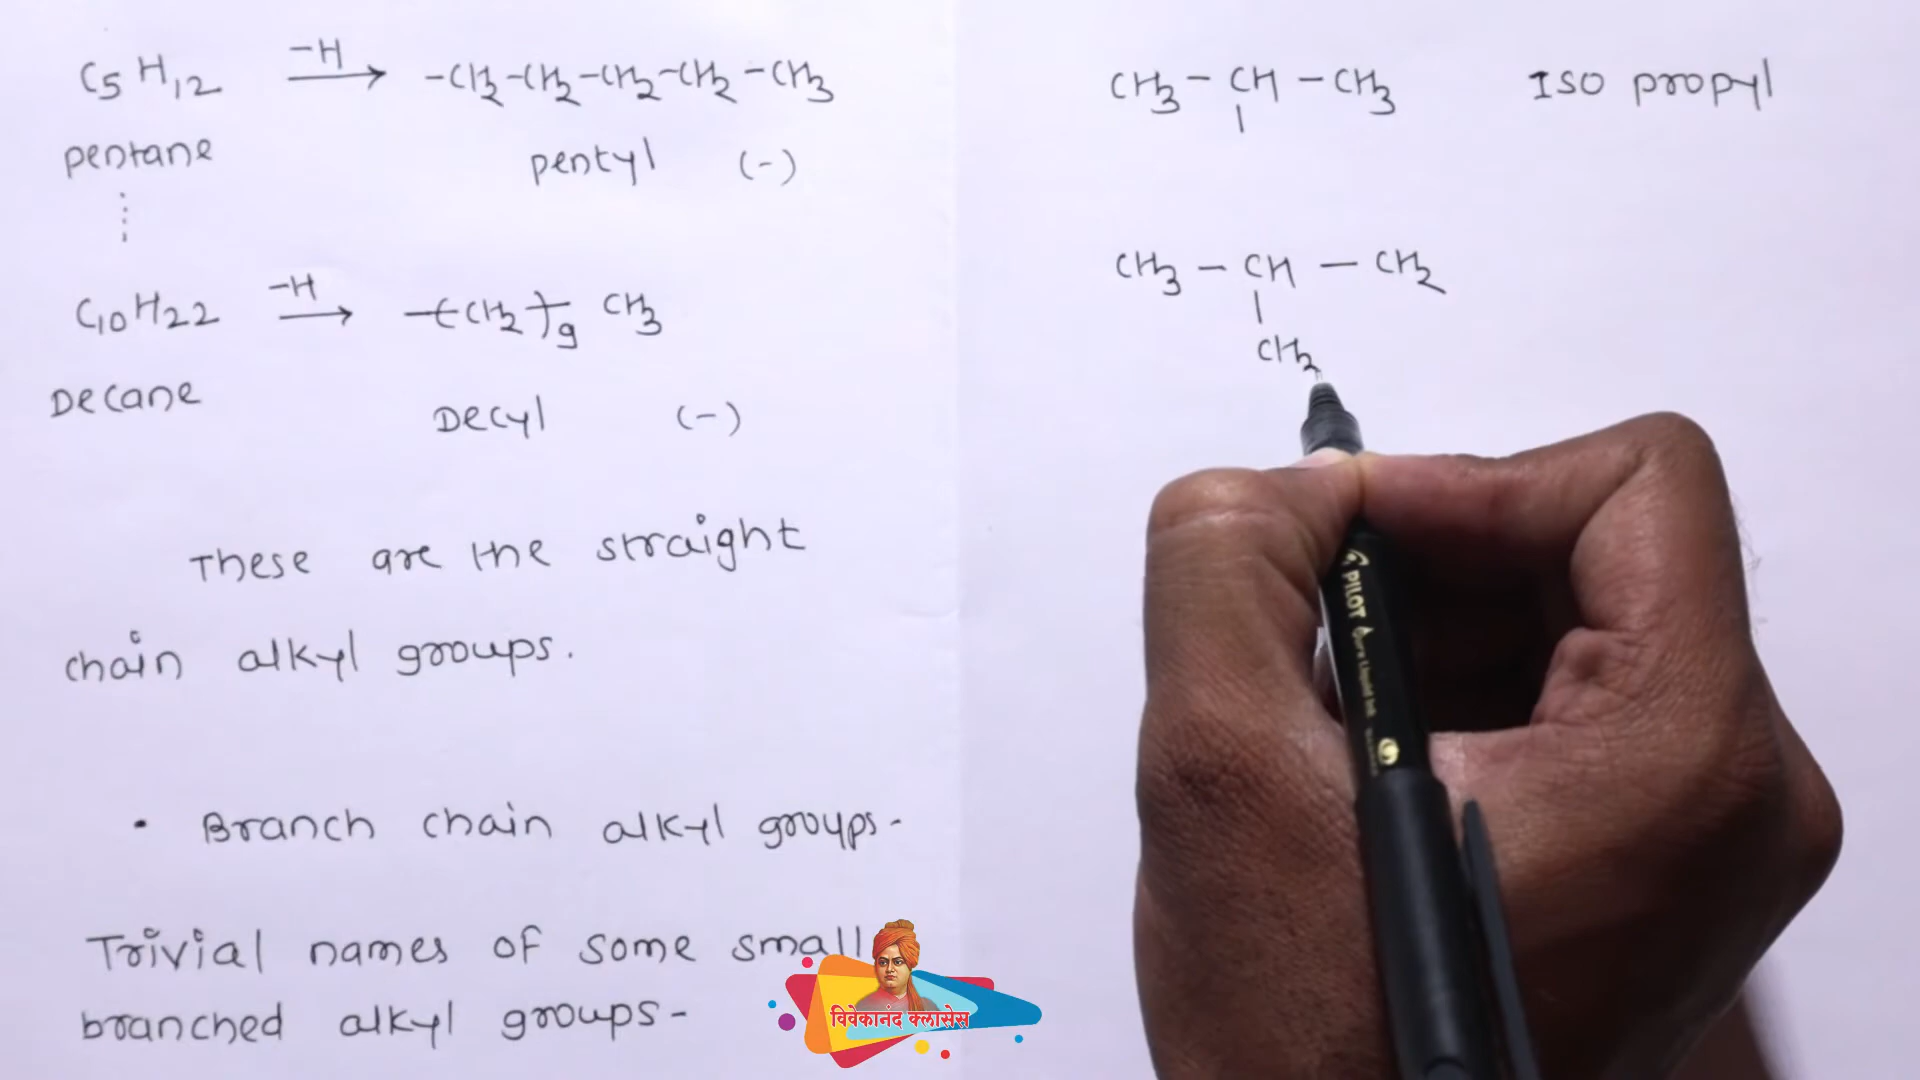 C5H12 -H → -CH2-CH2-CH2-CH2-CH3
pentane pentyl (-)
C10H22 -H → -(CH2)9 CH3
Decane Decyl (-)
These are the straight
chain alkyl groups.
• Branch chain alkyl groups-
Trivial names of some small
branched alkyl groups-
CH3 - CH - CH3 Iso propyl
CH3 - CH - CH2
CH2
PILOT
विवेकानंद क्लासेस